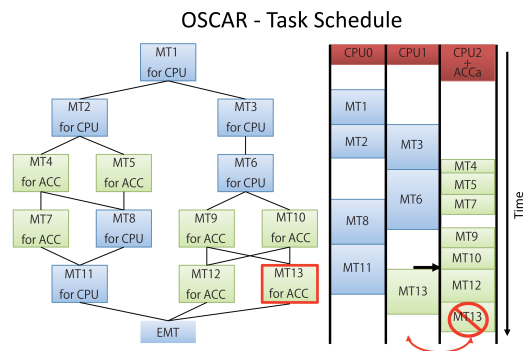 OSCAR - Task Schedule
MT1
for CPU
MT2
for CPU
MT3
for CPU
MT4
for ACC
MT5
for ACC
MT6
for CPU
MT7
for ACC
MT8
for CPU
MT9
for ACC
MT10
for ACC
MT11
for CPU
MT12
for ACC
MT13
for ACC
EMT
CPU0
CPU1
CPU2
+
ACCa
MT1
MT2
MT8
MT11
MT3
MT6
MT13
MT4
MT5
MT7
MT9
MT10
MT12
MT13
Time